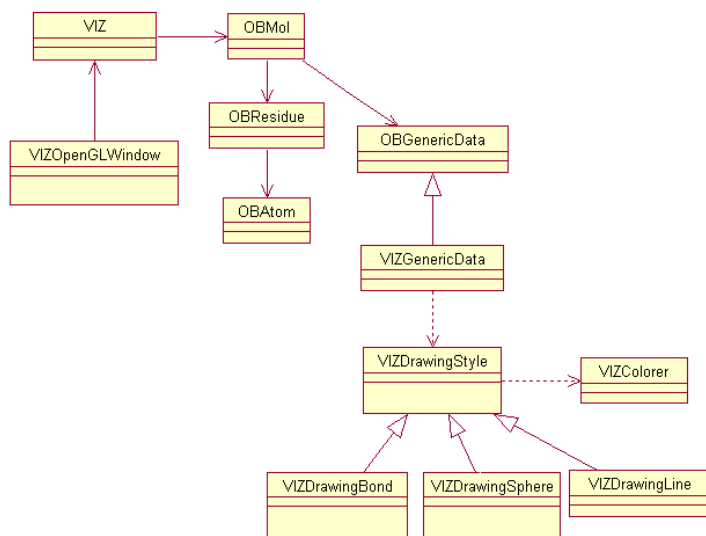 VIZ
OBMol
OBResidue
OBGenericData
VIZOpenGLWindow
OBAtom
VIZGenericData
VIZDrawingStyle
VIZColorer
VIZDrawingBond
VIZDrawingSphere
VIZDrawingLine